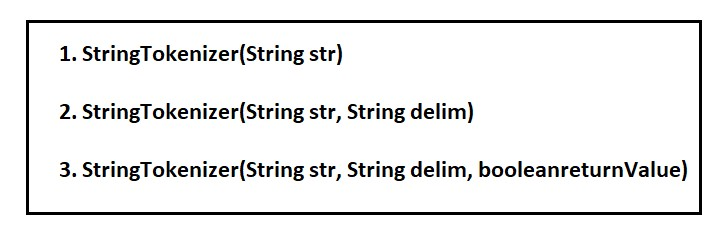 1. StringTokenizer(String str)
2. StringTokenizer(String str, String delim)
3. StringTokenizer(String str, String delim, booleanreturnValue)